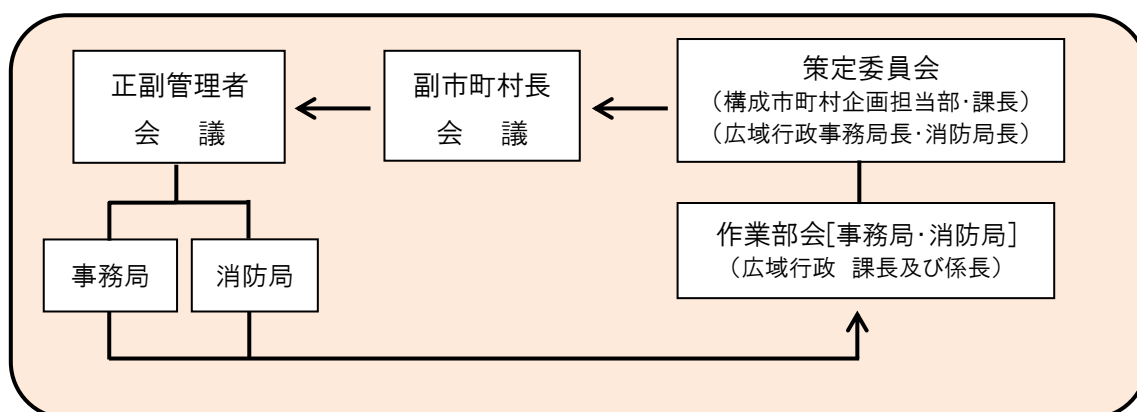 正副管理者
会　議
副市町村長
会　議
策定委員会
（構成市町村企画担当部・課長）
（広域行政事務局長・消防局長）
作業部会[事務局・消防局]
（広域行政　課長及び係長）
事務局
消防局